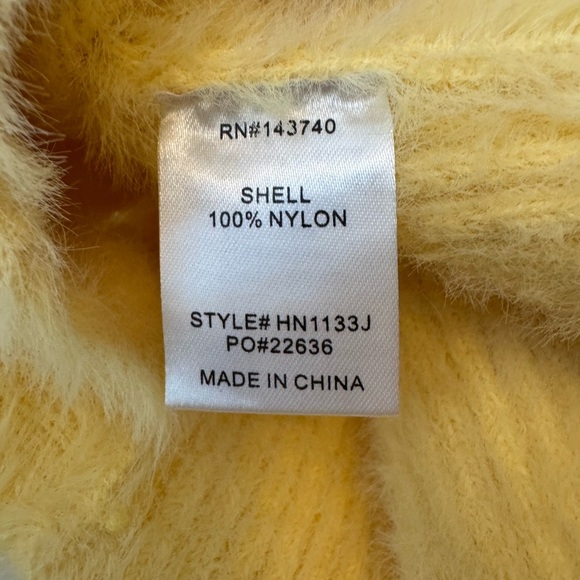 RN#143740
SHELL
100% NYLON
STYLE# HN1133J
PO#22636
MADE IN CHINA